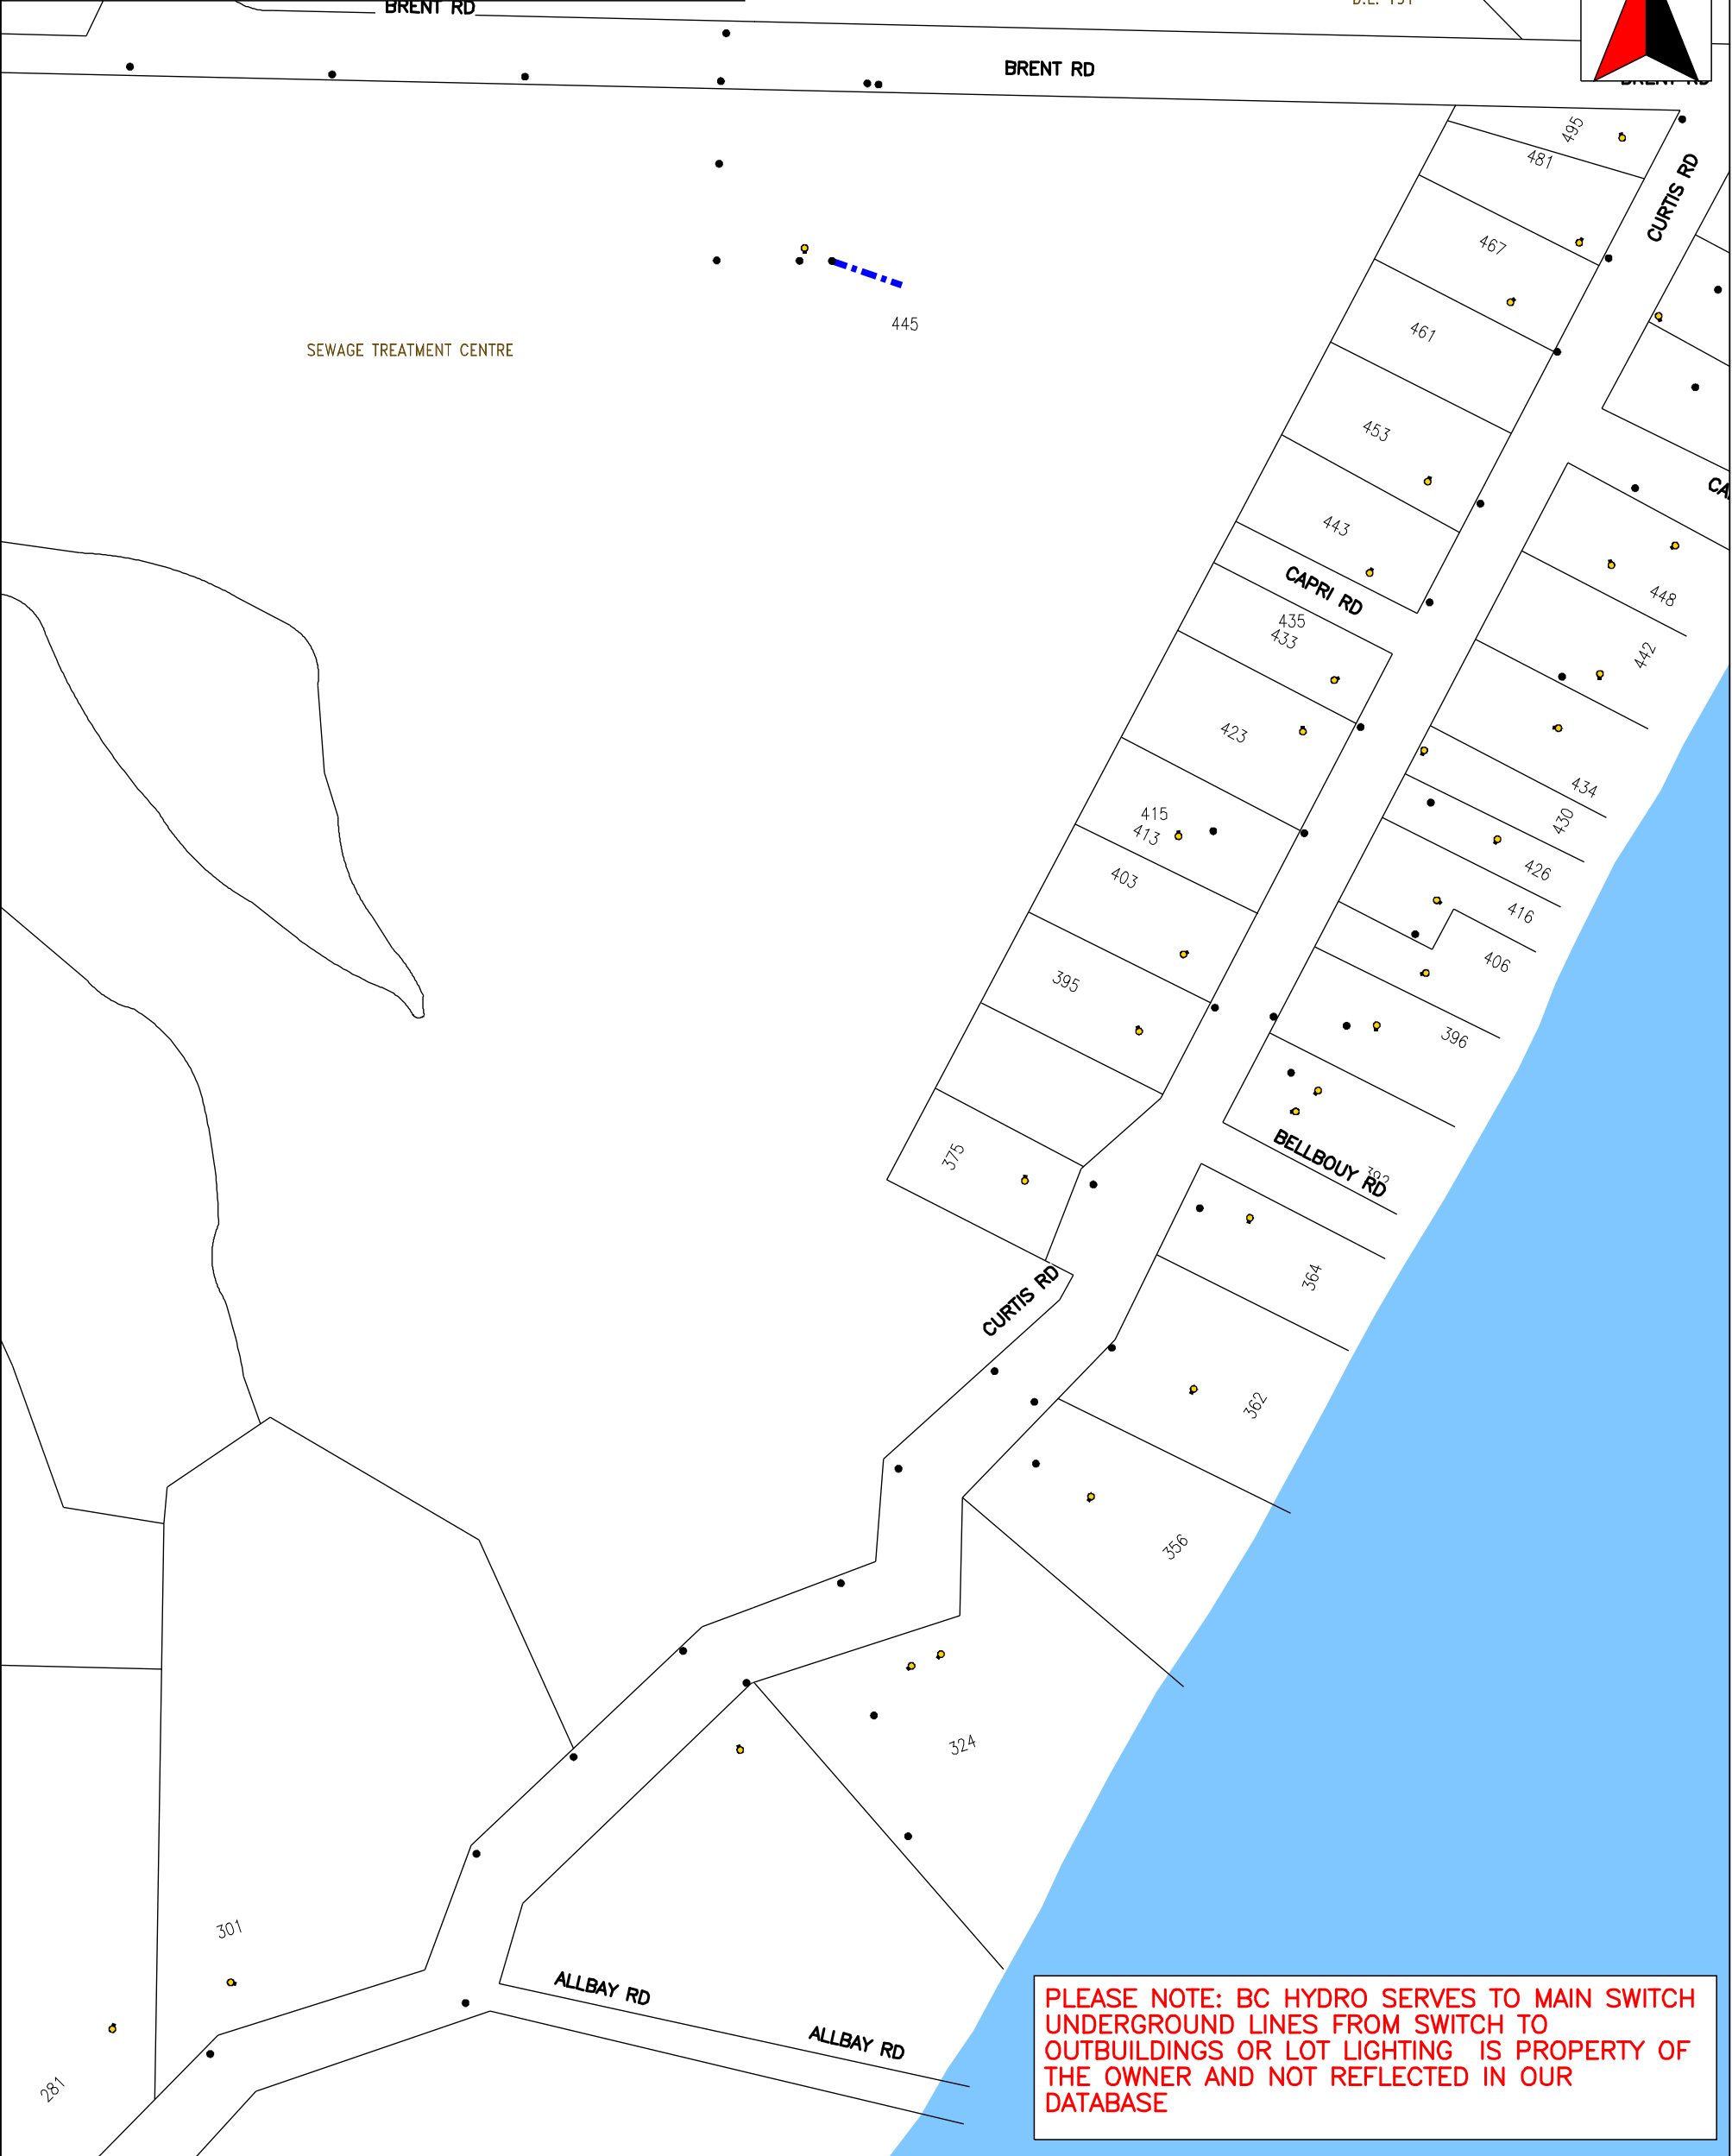 BRENT RD
BRENT RD
BRENT RD
495
481
CURTIS RD
467
445
461
SEWAGE TREATMENT CENTRE
453
443
CAPRI RD
448
435
433
442
423
434
415
413
430
403
426
416
406
395
396
375
BELLBOUY RD
392
364
CURTIS RD
362
356
324
301
ALLBAY RD
ALLBAY RD
281
PLEASE NOTE: BC HYDRO SERVES TO MAIN SWITCH
UNDERGROUND LINES FROM SWITCH TO
OUTBUILDINGS OR LOT LIGHTING IS PROPERTY OF
THE OWNER AND NOT REFLECTED IN OUR
DATABASE